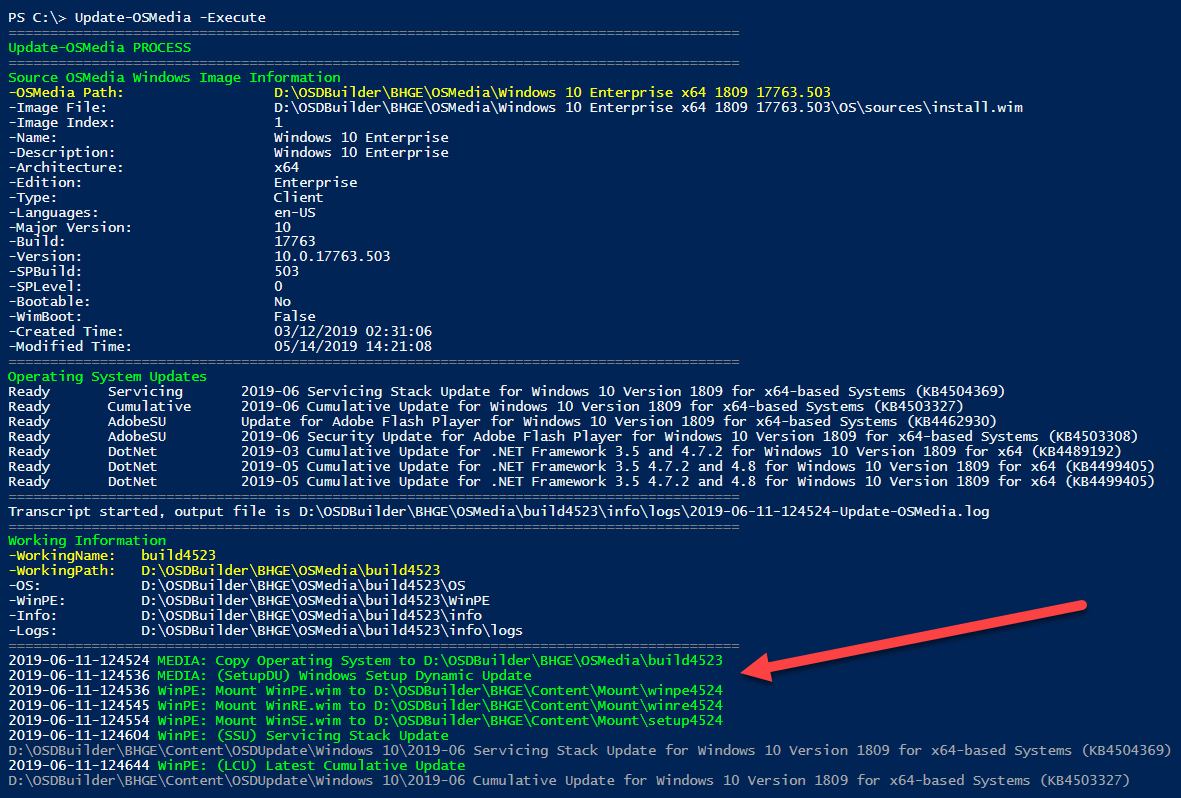 PS C:\> Update-OSMedia -Execute
========================================================================================
Update-OSMedia PROCESS
========================================================================================
Source OSMedia Windows Image Information
-OSMedia Path: D:\OSDBuilder\BHGE\OSMedia\Windows 10 Enterprise x64 1809 17763.503
-Image File: D:\OSDBuilder\BHGE\OSMedia\Windows 10 Enterprise x64 1809 17763.503\OS\sources\install.wim
-Image Index: 1
-Name: Windows 10 Enterprise
-Description: Windows 10 Enterprise
-Architecture: x64
-Edition: Enterprise
-Type: Client
-Languages: en-US
-Major Version: 10
-Build: 17763
-Version: 10.0.17763.503
-SPBuild: 503
-SPLevel: 0
-Bootable: No
-WimBoot: False
-Created Time: 03/12/2019 02:31:06
-Modified Time: 05/14/2019 14:21:08
========================================================================================
Operating System Updates
Ready Servicing 2019-06 Servicing Stack Update for Windows 10 Version 1809 for x64-based Systems (KB4504369)
Ready Cumulative 2019-06 Cumulative Update for Windows 10 Version 1809 for x64-based Systems (KB4503327)
Ready AdobeSU Update for Adobe Flash Player for Windows 10 Version 1809 for x64-based Systems (KB4462930)
Ready AdobeSU 2019-06 Security Update for Adobe Flash Player for Windows 10 Version 1809 for x64-based Systems (KB4503308)
Ready DotNet 2019-03 Cumulative Update for .NET Framework 3.5 and 4.7.2 for Windows 10 Version 1809 for x64 (KB4489192)
Ready DotNet 2019-05 Cumulative Update for .NET Framework 3.5 4.7.2 and 4.8 for Windows 10 Version 1809 for x64 (KB4499405)
Ready DotNet 2019-05 Cumulative Update for .NET Framework 3.5 4.7.2 and 4.8 for Windows 10 Version 1809 for x64 (KB4499405)
========================================================================================
Transcript started, output file is D:\OSDBuilder\BHGE\OSMedia\build4523\info\logs\2019-06-11-124524-Update-OSMedia.log
========================================================================================
Working Information
-WorkingName: build4523
-WorkingPath: D:\OSDBuilder\BHGE\OSMedia\build4523
-OS: D:\OSDBuilder\BHGE\OSMedia\build4523\OS
-WinPE: D:\OSDBuilder\BHGE\OSMedia\build4523\WinPE
-Info: D:\OSDBuilder\BHGE\OSMedia\build4523\info
-Logs: D:\OSDBuilder\BHGE\OSMedia\build4523\info\logs
========================================================================================
2019-06-11-124524 MEDIA: Copy Operating System to D:\OSDBuilder\BHGE\OSMedia\build4523
2019-06-11-124536 MEDIA: (SetupDU) Windows Setup Dynamic Update
2019-06-11-124536 WinPE: Mount WinPE.wim to D:\OSDBuilder\BHGE\Content\Mount\winpe4524
2019-06-11-124545 WinPE: Mount WinRE.wim to D:\OSDBuilder\BHGE\Content\Mount\winre4524
2019-06-11-124554 WinPE: Mount WinSE.wim to D:\OSDBuilder\BHGE\Content\Mount\setup4524
2019-06-11-124604 WinPE: (SSU) Servicing Stack Update
D:\OSDBuilder\BHGE\Content\OSDUpdate\Windows 10\2019-06 Servicing Stack Update for Windows 10 Version 1809 for x64-based Systems (KB4504369)
2019-06-11-124644 WinPE: (LCU) Latest Cumulative Update
D:\OSDBuilder\BHGE\Content\OSDUpdate\Windows 10\2019-06 Cumulative Update for Windows 10 Version 1809 for x64-based Systems (KB4503327)